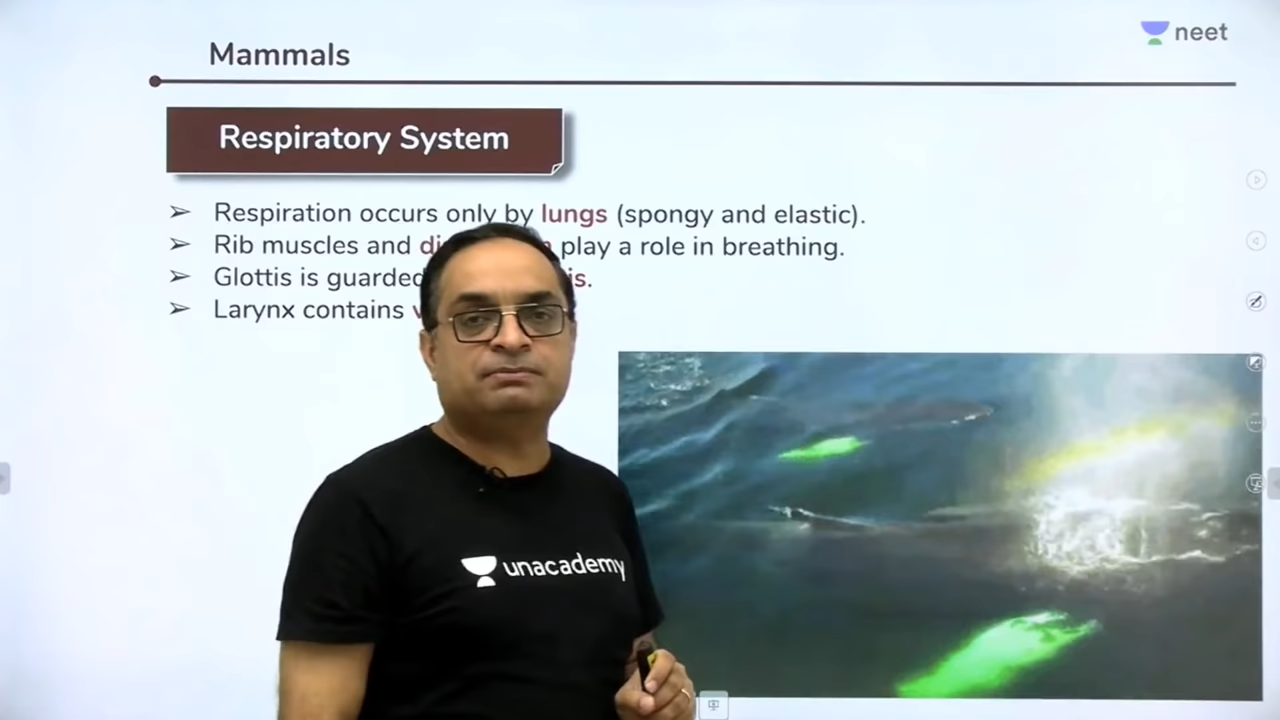 neet
Mammals
Respiratory System
➢ Respiration occurs only by lungs (spongy and elastic).
➢ Rib muscles and play a role in breathing.
➢ Glottis is guarded
➢ Larynx contains
unacademy